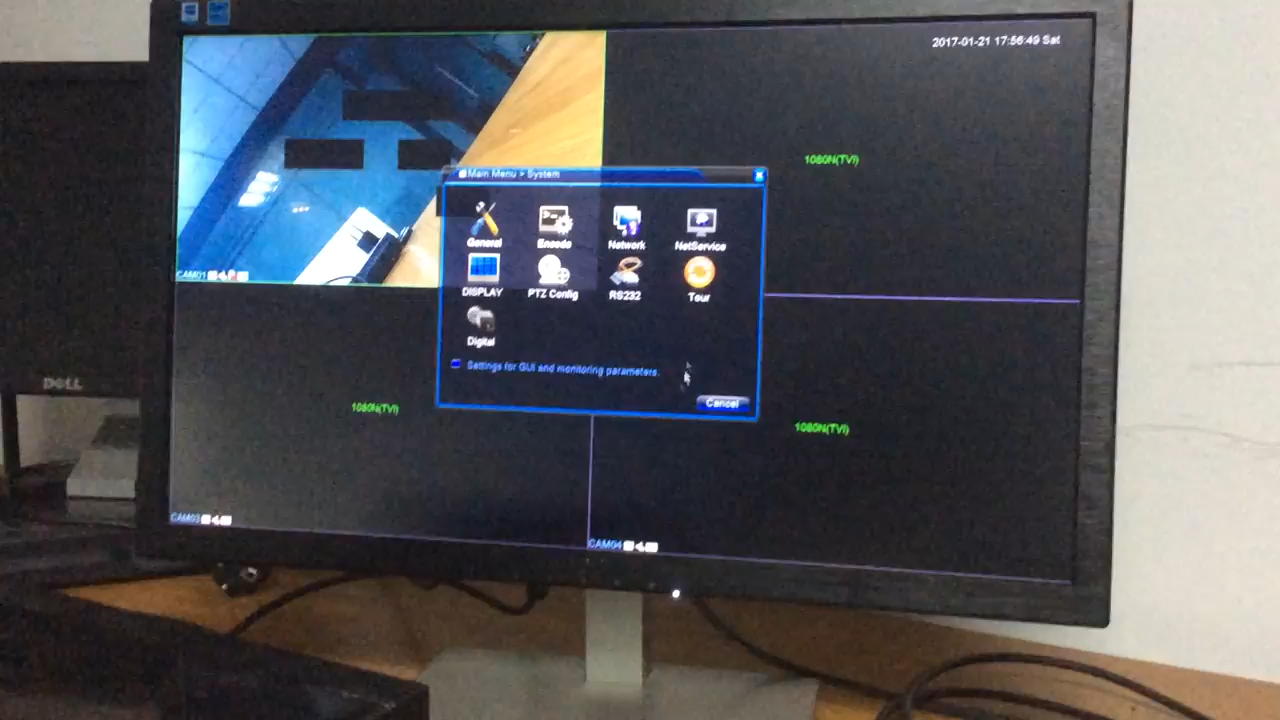 2017-01-21 17:56:49 Sat
1080N(TVI)
Main Menu > System
General Encode Network NetService
DISPLAY PTZ Config RS232 Tour
Digital
Settings for GUI and monitoring parameters.
Cancel
CAM01
DELL
1080N(TVI)
1080N(TVI)
CAM03
CAM04